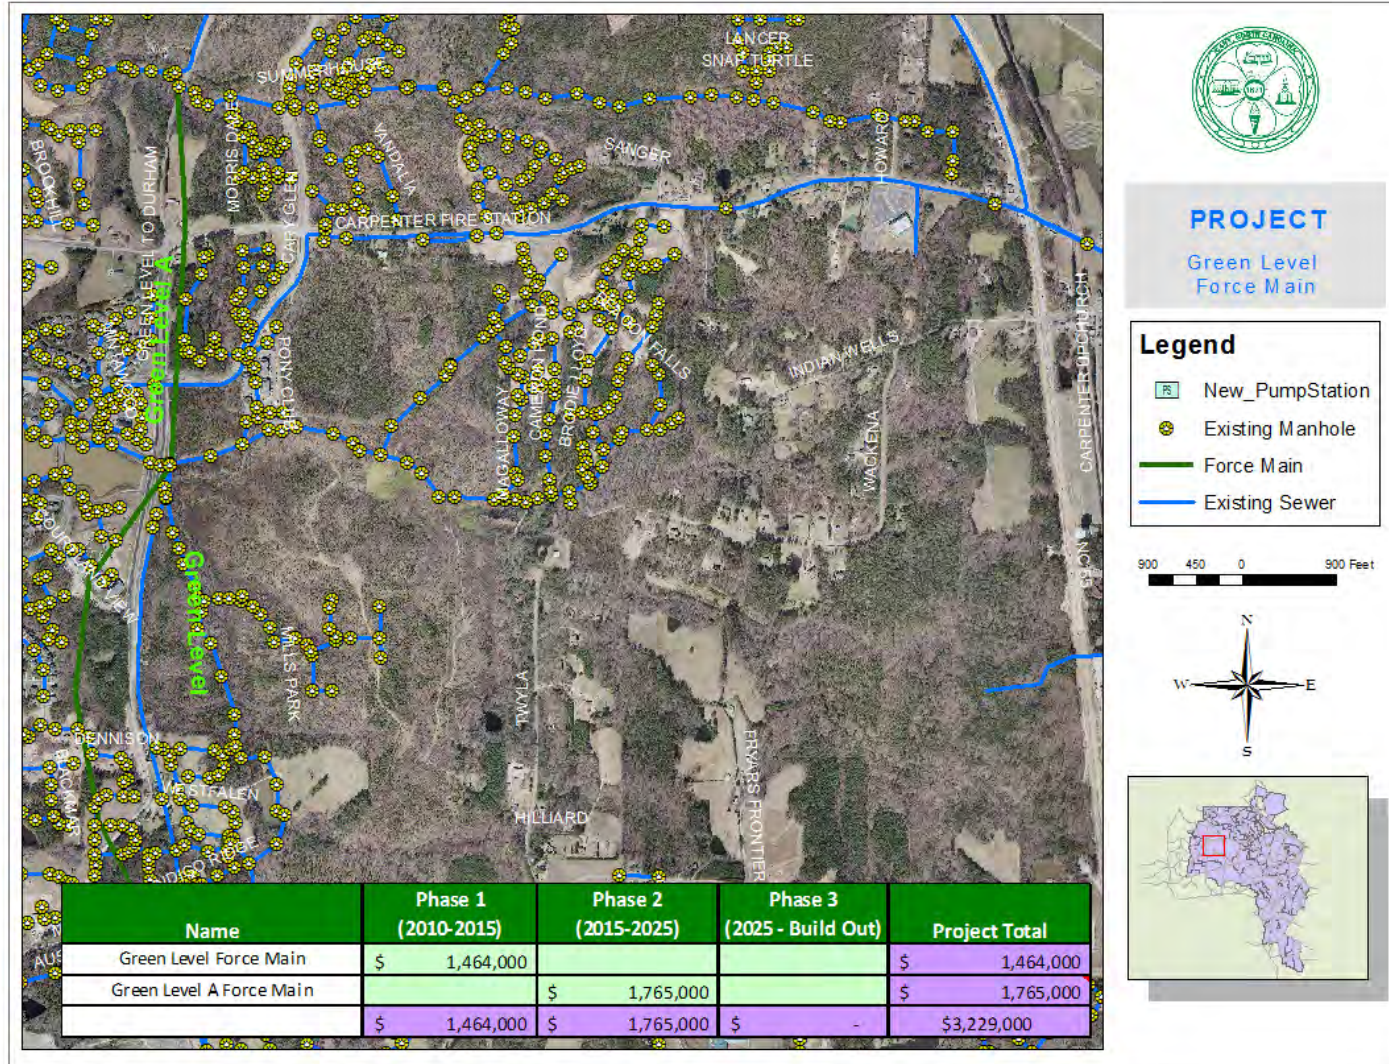 LANCER
SNAP TURTLE
SUMMERHOUSE
MORRIS DALE
VANDALIA
SANGER
HOWARD
BROOKHILL
GREEN LEVEL TO DURHAM
CARY GLEN
CARPENTER FIRE STATION
Green Level A
ROYAL CLUB
MAGALLOWAY
CAMERON POND
BRODIE LLOYD
FALLS
INDIAN WELLS
WACKENA
CARPENTER UPCHURCH
Green Level
MILLS PARK
TWYLA
DENNISON
WESTFALEN
INDIGO RIDGE
HILLIARD
FRYARS FRONTIER
1871
PROJECT
Green Level
Force Main
Legend
PS New_PumpStation
Existing Manhole
Force Main
Existing Sewer
900 450 0 900 Feet
N
W E
S
Name Phase 1 (2010-2015) Phase 2 (2015-2025) Phase 3 (2025 - Build Out) Project Total
Green Level Force Main $ 1,464,000 $ 1,464,000
Green Level A Force Main $ 1,765,000 $ 1,765,000
$ 1,464,000 $ 1,765,000 $ - $3,229,000